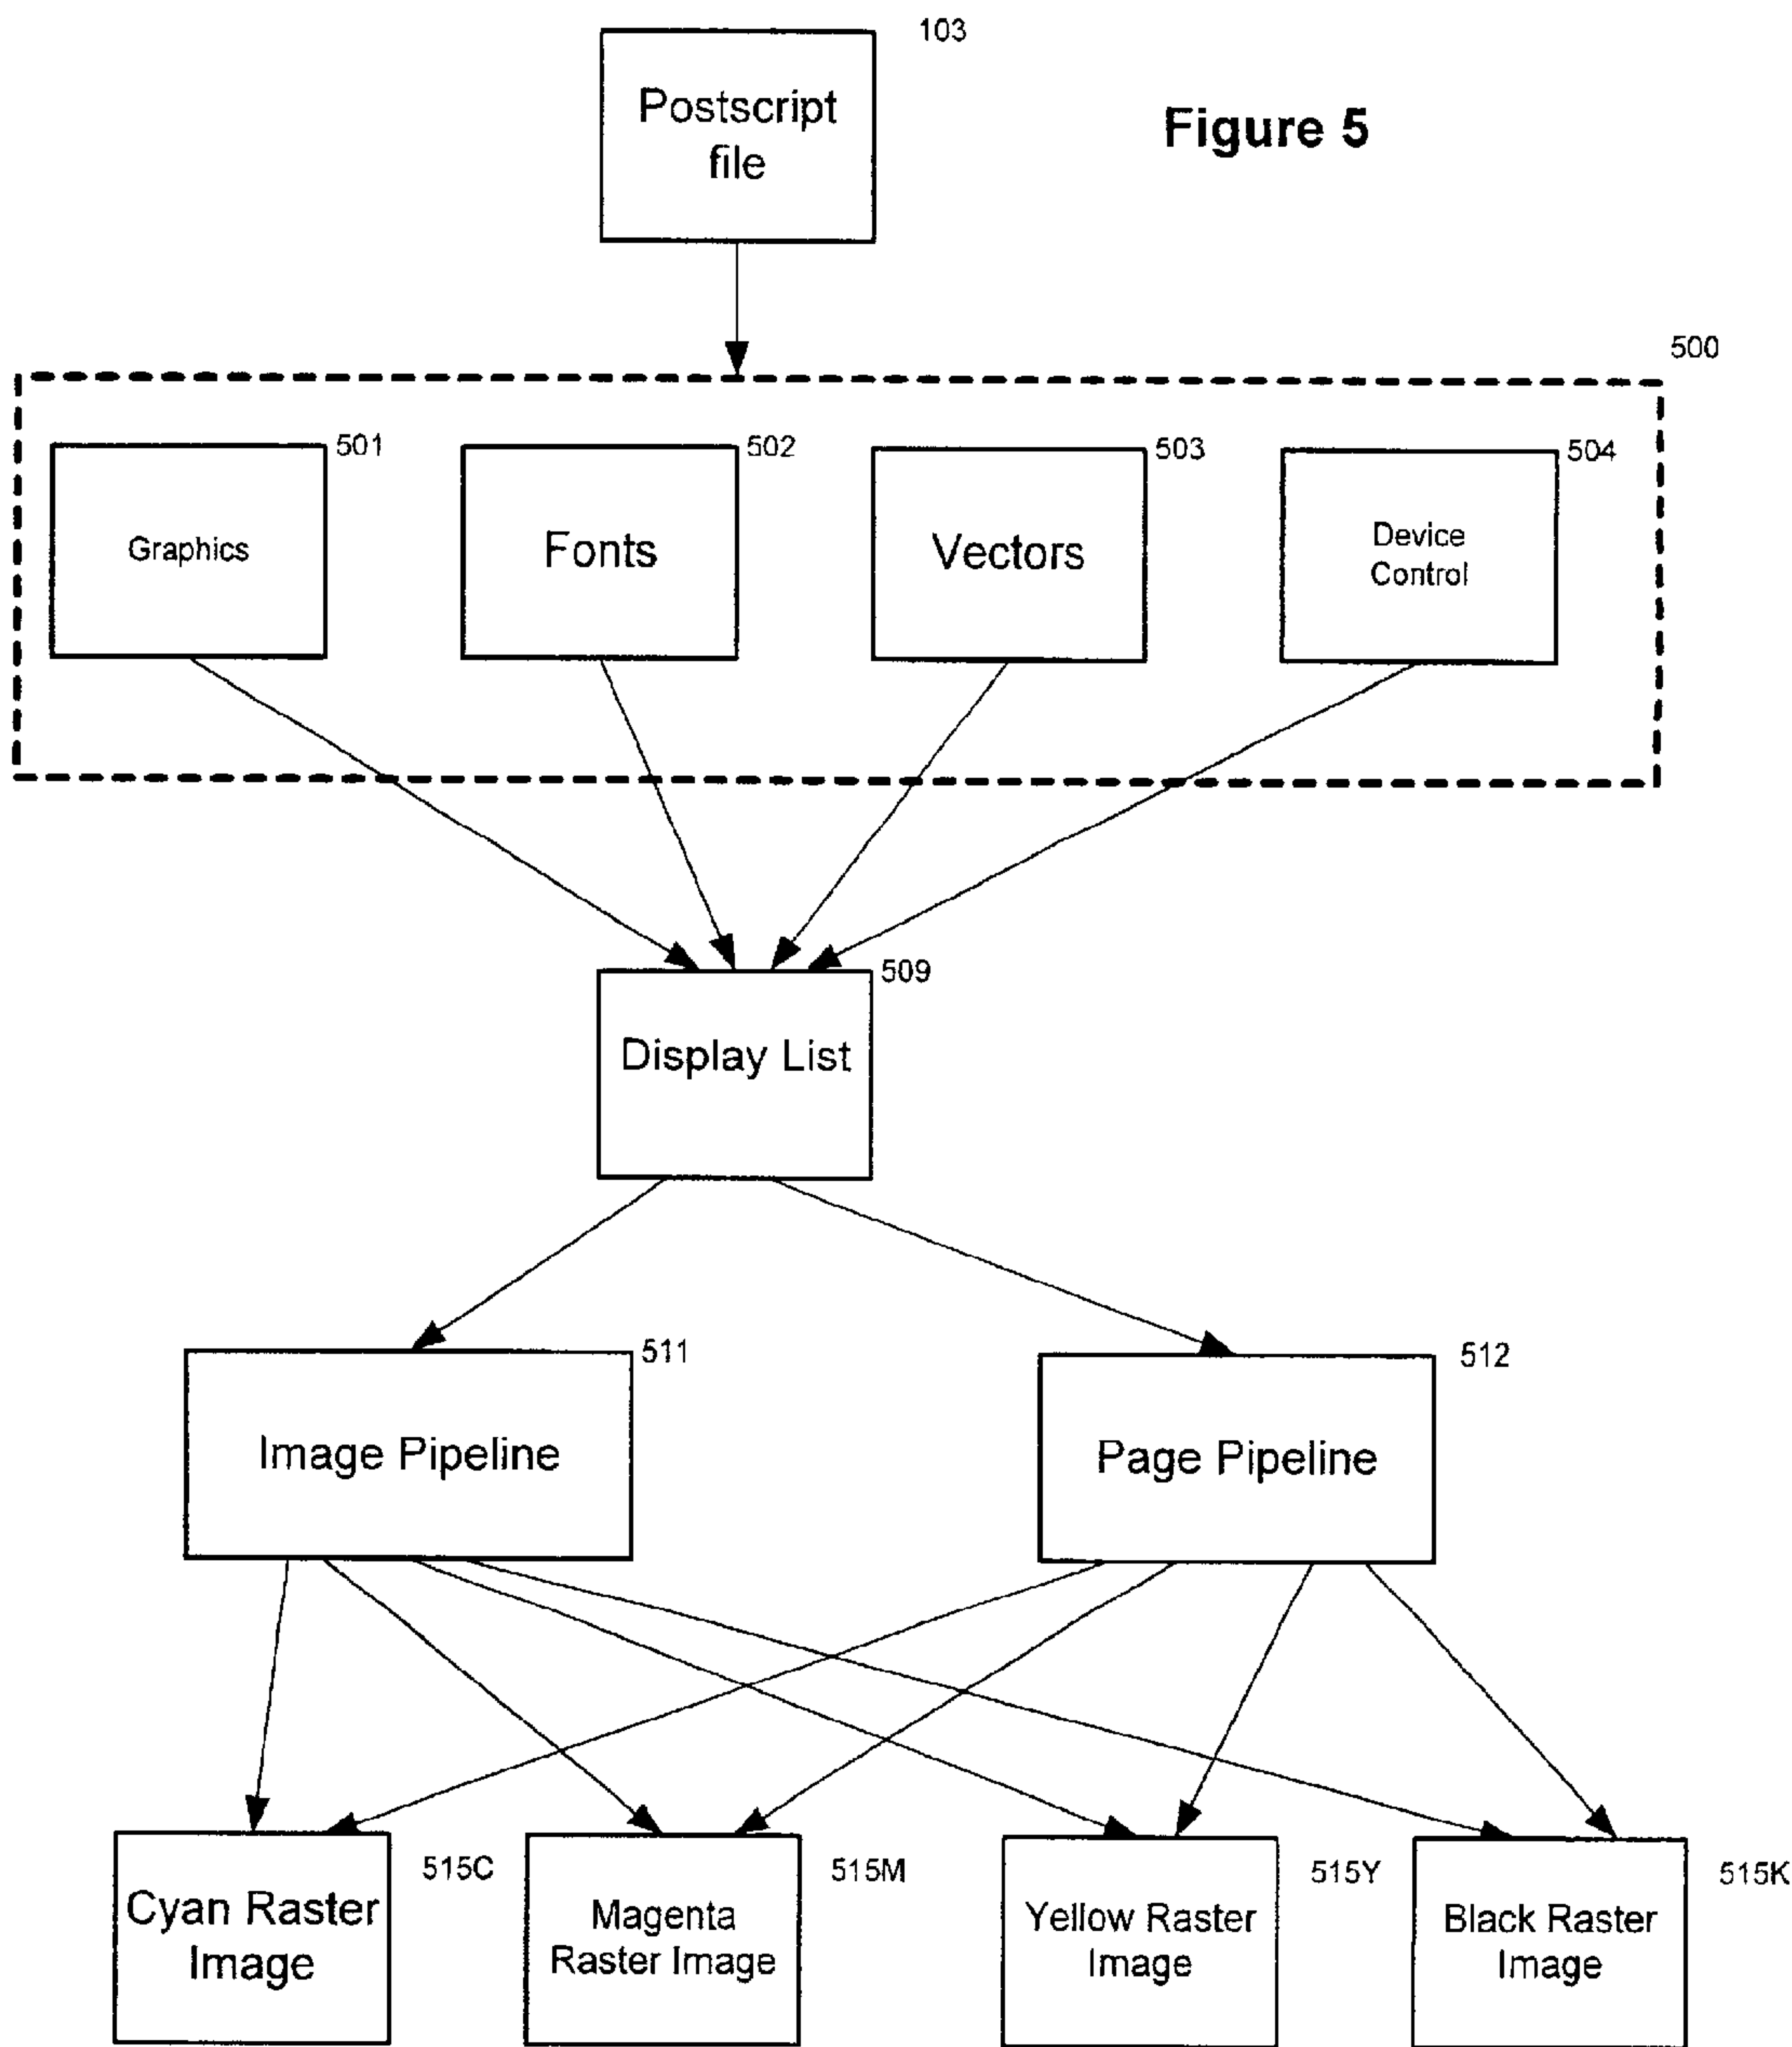 103
Postscript
file
Figure 5
500
501
502
503
504
Graphics
Fonts
Vectors
Device
Control
509
Display List
511
512
Image Pipeline
Page Pipeline
515C
515M
515Y
515K
Cyan Raster
Image
Magenta
Raster Image
Yellow Raster
Image
Black Raster
Image